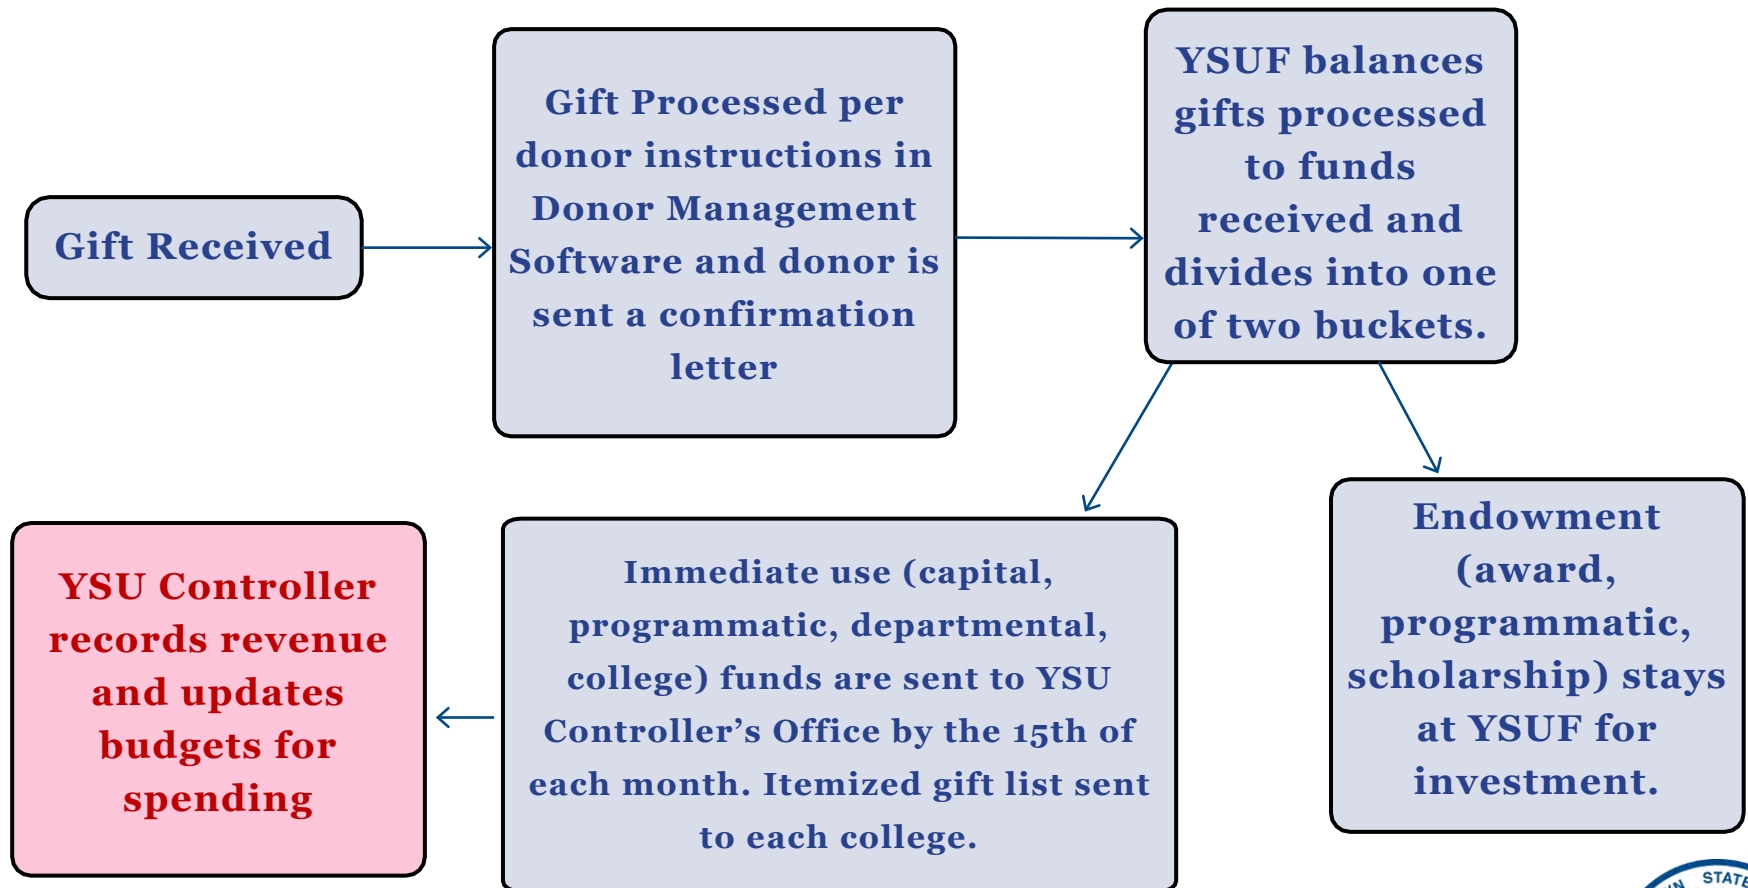 Gift Received
Gift Processed per
donor instructions in
Donor Management
Software and donor is
sent a confirmation
letter
YSUF balances
gifts processed
to funds
received and
divides into one
of two buckets.
YSU Controller
records revenue
and updates
budgets for
spending
Immediate use (capital,
programmatic, departmental,
college) funds are sent to YSU
Controller’s Office by the 15th of
each month. Itemized gift list sent
to each college.
Endowment
(award,
programmatic,
scholarship) stays
at YSUF for
investment.
STATE